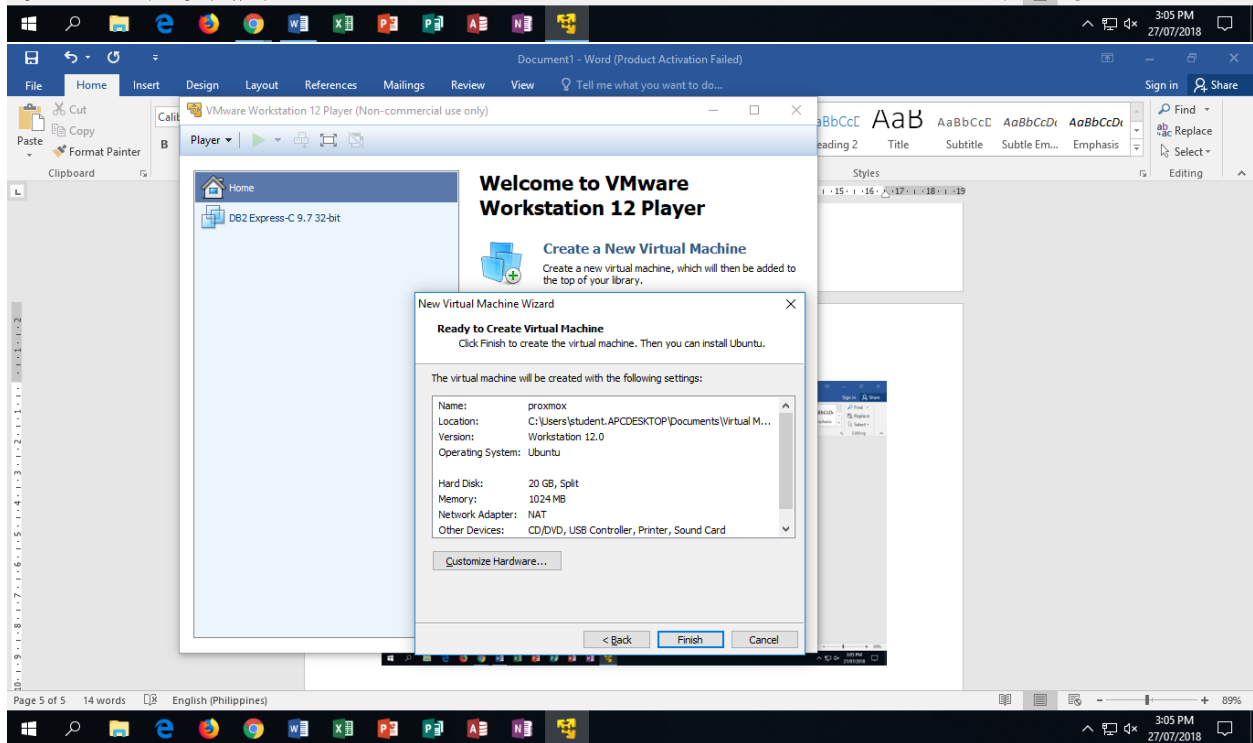 3:05 PM
27/07/2018
Document1 - Word (Product Activation Failed)
File Home Insert Design Layout References Mailings Review View Tell me what you want to do... Sign in Share
Cut
Copy
Paste
Format Painter
Clipboard
B
VMware Workstation 12 Player (Non-commercial use only)
Player
Home
DB2 Express-C 9.7 32-bit
Welcome to VMware
Workstation 12 Player
Create a New Virtual Machine
Create a new virtual machine, which will then be added to
the top of your library.
AaB AaBbCcD AaBbCcDc AaBbCcDc
eading 2 Title Subtitle Subtle Em... Emphasis
Styles
Find
Replace
Select
Editing
15 16 17 18 19
New Virtual Machine Wizard
Ready to Create Virtual Machine
Click Finish to create the virtual machine. Then you can install Ubuntu.
The virtual machine will be created with the following settings:
Name: proxmox
Location: C:\Users\student.APCDESKTOP\Documents\Virtual M...
Version: Workstation 12.0
Operating System: Ubuntu
Hard Disk: 20 GB, Split
Memory: 1024 MB
Network Adapter: NAT
Other Devices: CD/DVD, USB Controller, Printer, Sound Card
Customize Hardware...
< Back Finish Cancel
Page 5 of 5 14 words English (Philippines) 89%
3:05 PM
27/07/2018